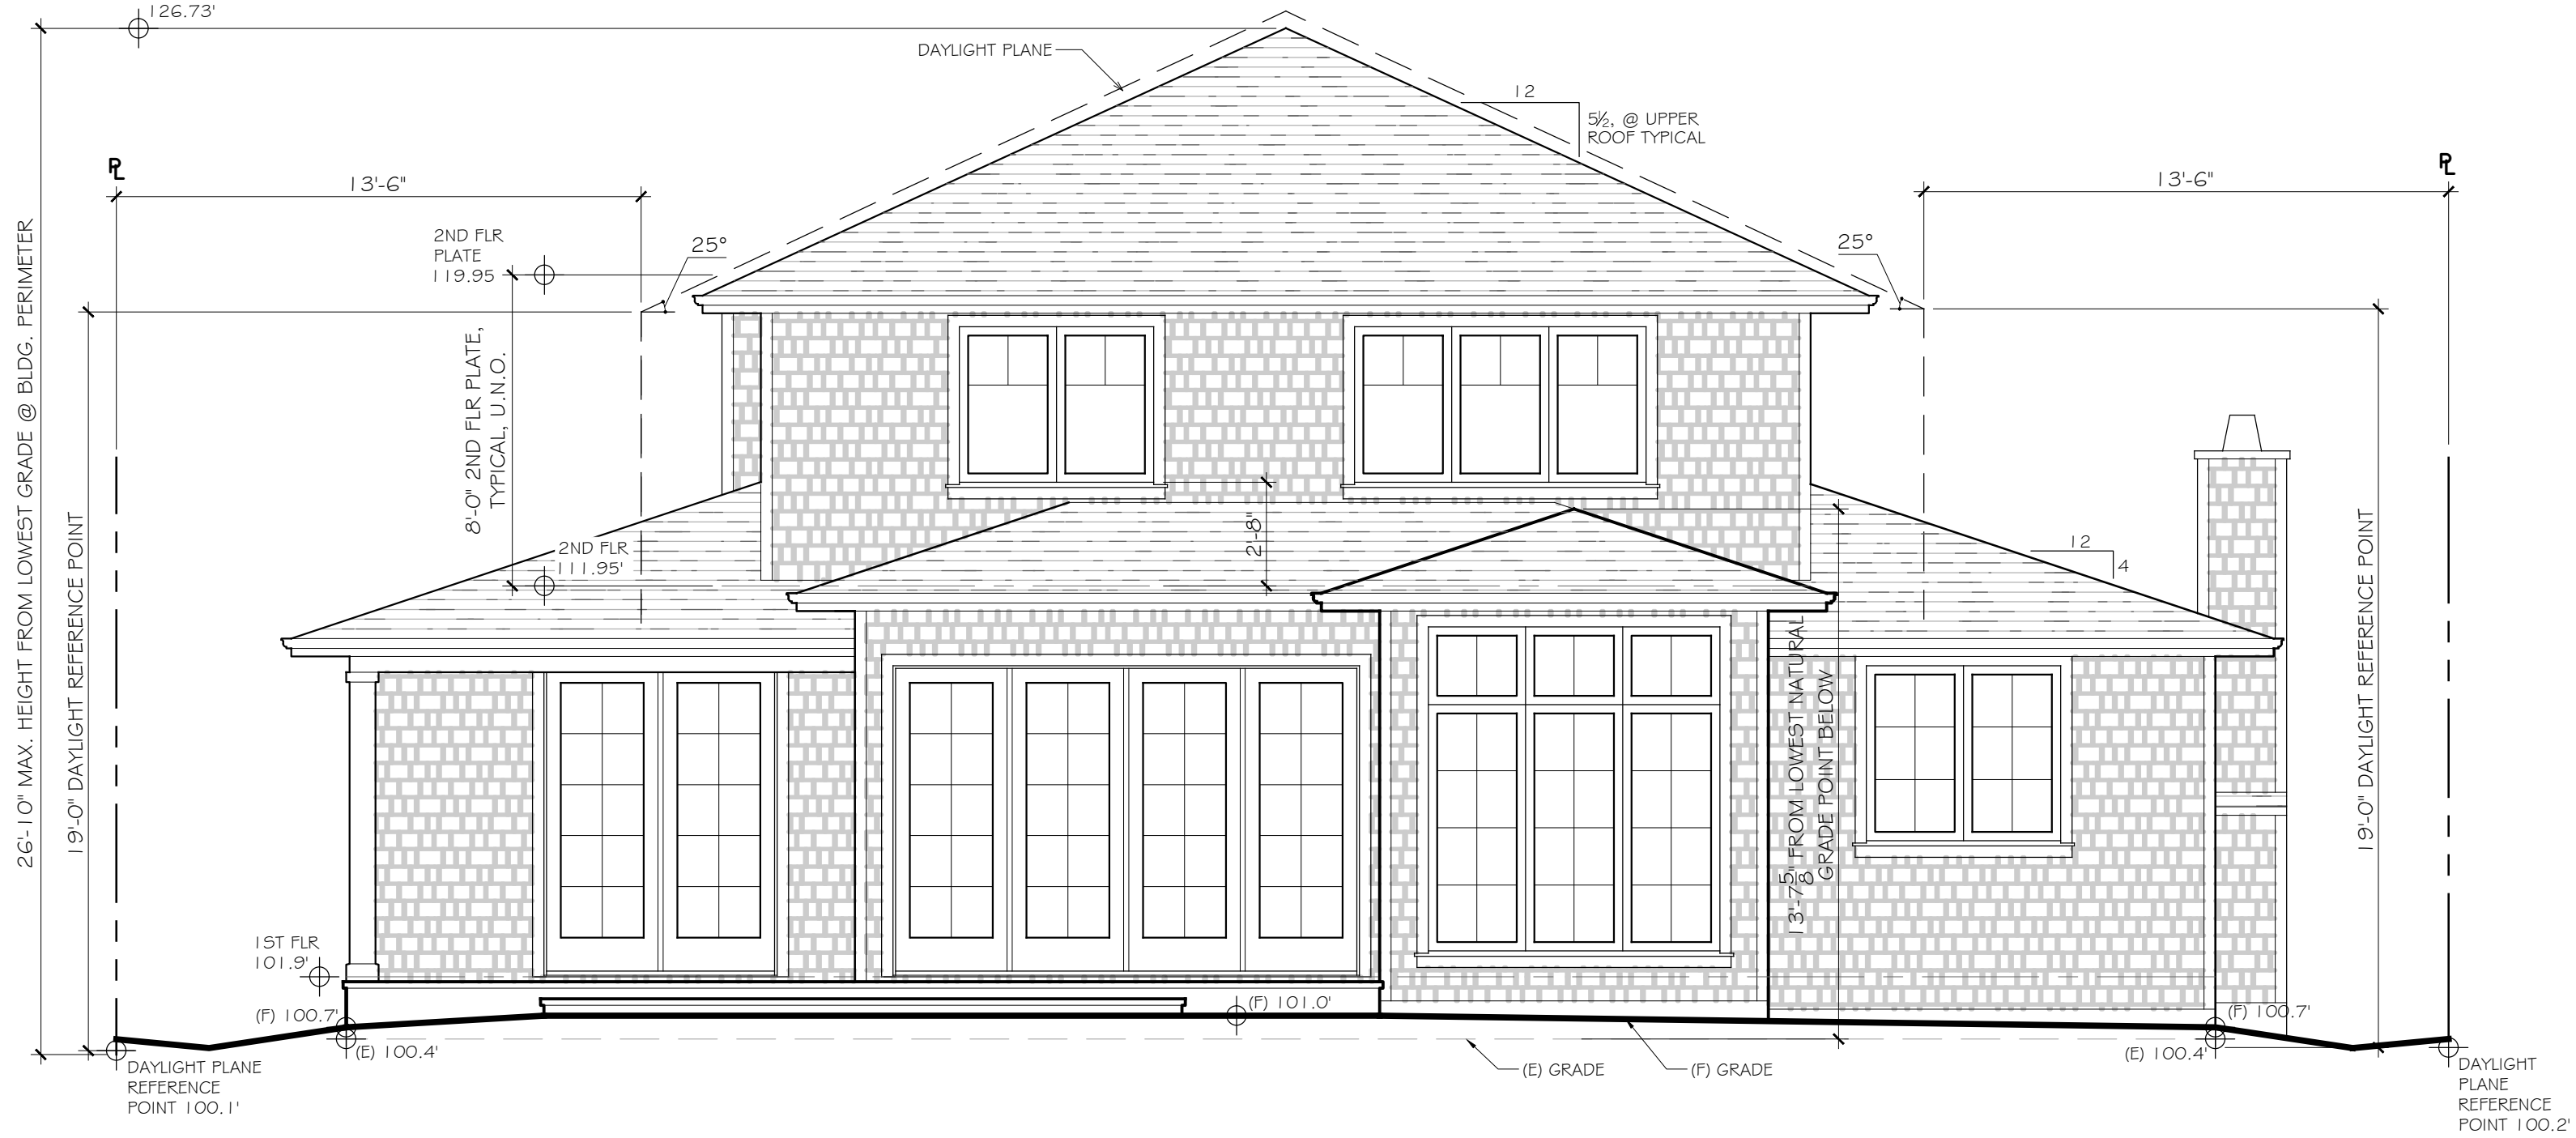 126.73'
DAYLIGHT PLANE
12
5½, @ UPPER
ROOF TYPICAL
PL
PL
13'-6"
13'-6"
2ND FLR
PLATE
119.95
25°
25°
26'-10" MAX. HEIGHT FROM LOWEST GRADE @ BLDG. PERIMETER
19'-0" DAYLIGHT REFERENCE POINT
8'-0" 2ND FLR PLATE,
TYPICAL, U.N.O.
2ND FLR
111.95'
2'-8"
12
4
13'-7 5/8" FROM LOWEST NATURAL
GRADE POINT BELOW
19'-0" DAYLIGHT REFERENCE POINT
1ST FLR
101.9'
(F) 100.7'
(F) 101.0'
(F) 100.7'
(E) 100.4'
(E) 100.4'
(E) GRADE
(F) GRADE
DAYLIGHT PLANE
REFERENCE
POINT 100.1'
DAYLIGHT
PLANE
REFERENCE
POINT 100.2'